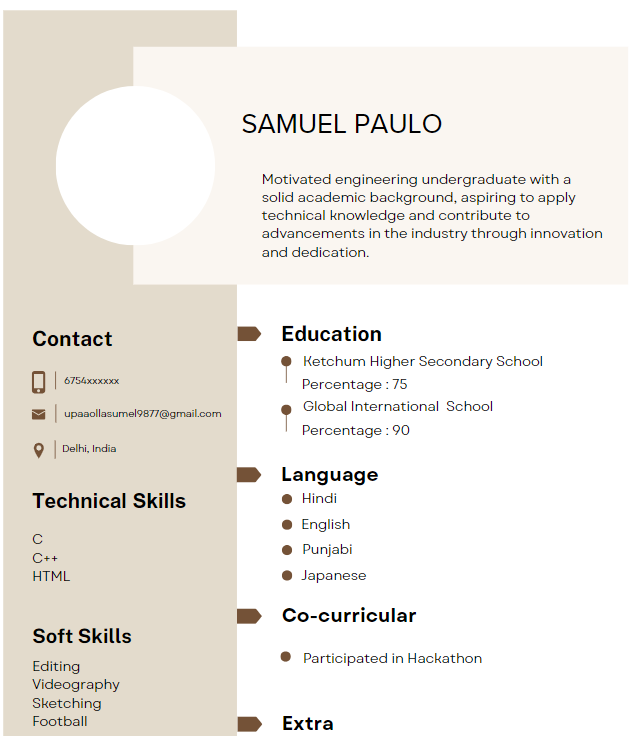 SAMUEL PAULO
Motivated engineering undergraduate with a
solid academic background, aspiring to apply
technical knowledge and contribute to
advancements in the industry through innovation
and dedication.
Contact
6754xxxxxx
upaaollasumel9877@gmail.com
Delhi, India
Technical Skills
C
C++
HTML
Soft Skills
Editing
Videography
Sketching
Football
Education
Ketchum Higher Secondary School
Percentage : 75
Global International School
Percentage : 90
Language
Hindi
English
Punjabi
Japanese
Co-curricular
Participated in Hackathon
Extra